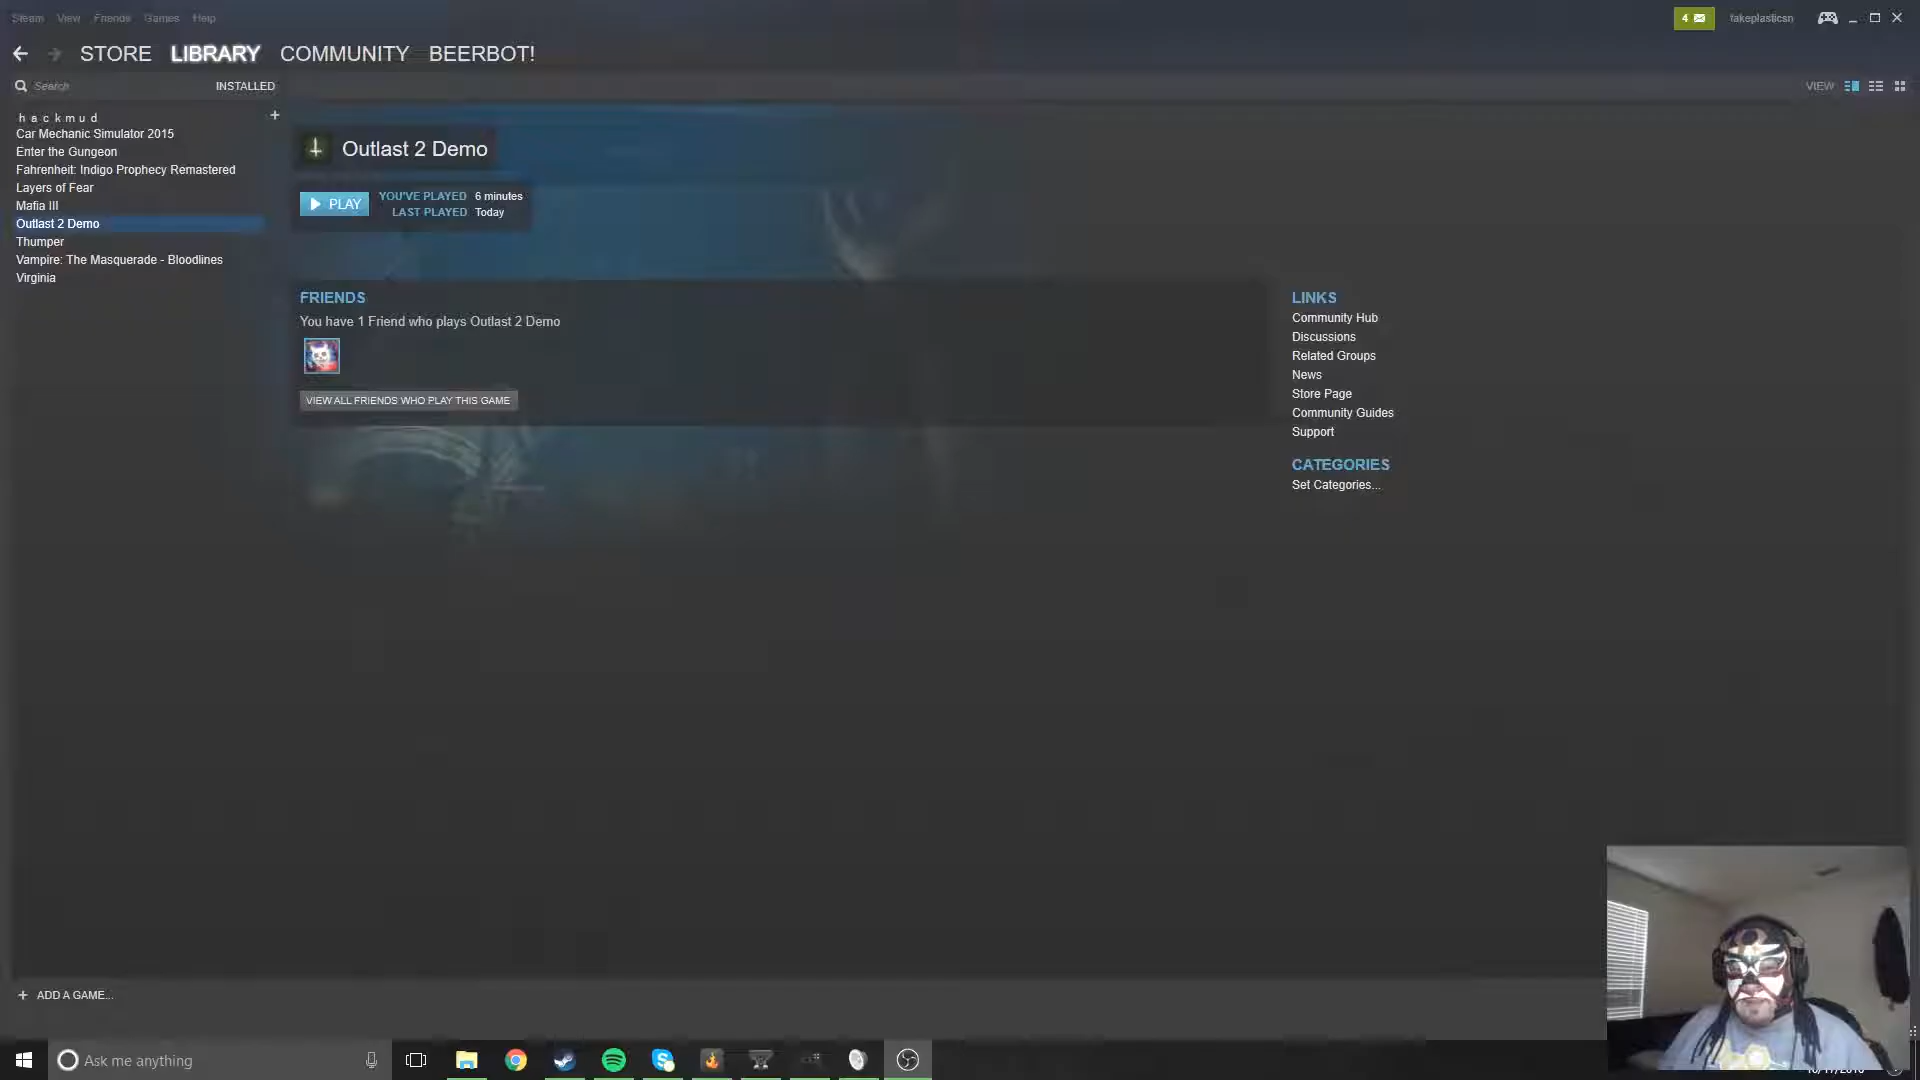 Steam View Friends Games Help
4
fakeplasticsn
STORE LIBRARY COMMUNITY BEERBOT!
Search
INSTALLED
VIEW
h a c k m u d
Car Mechanic Simulator 2015
Enter the Gungeon
Fahrenheit: Indigo Prophecy Remastered
Layers of Fear
Mafia III
Outlast 2 Demo
Thumper
Vampire: The Masquerade - Bloodlines
Virginia
Outlast 2 Demo
PLAY
YOU'VE PLAYED 6 minutes
LAST PLAYED Today
FRIENDS
You have 1 Friend who plays Outlast 2 Demo
VIEW ALL FRIENDS WHO PLAY THIS GAME
LINKS
Community Hub
Discussions
Related Groups
News
Store Page
Community Guides
Support
CATEGORIES
Set Categories...
+ ADD A GAME...
Ask me anything